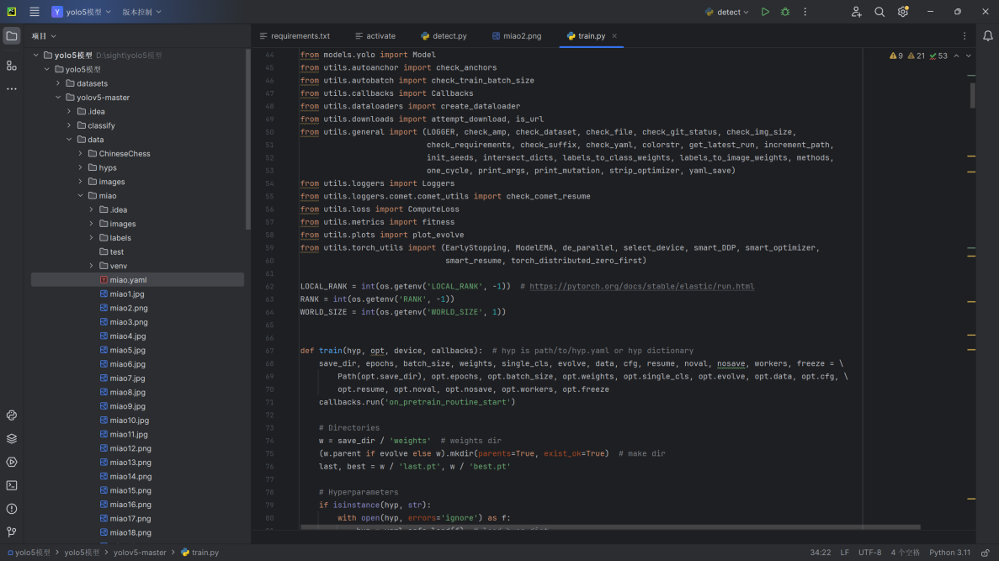 Y yolo5模型 版本控制 detect
项目 requirements.txt activate detect.py miao2.png train.py
yolo5模型 D:\sight\yolo5模型
yolo5模型
datasets
yolov5-master
.idea
classify
data
ChineseChess
hyps
images
miao
.idea
images
labels
test
venv
miao.yaml
miao1.jpg
miao2.png
miao3.png
miao4.jpg
miao5.jpg
miao6.jpg
miao7.jpg
miao8.jpg
miao9.jpg
miao10.jpg
miao11.jpg
miao12.png
miao13.png
miao14.png
miao15.png
miao16.png
miao17.png
miao18.png
9 21 53
44 from models.yolo import Model
45 from utils.autoanchor import check_anchors
46 from utils.autobatch import check_train_batch_size
47 from utils.callbacks import Callbacks
48 from utils.dataloaders import create_dataloader
49 from utils.downloads import attempt_download, is_url
50 from utils.general import (LOGGER, check_amp, check_dataset, check_file, check_git_status, check_img_size,
51 check_requirements, check_suffix, check_yaml, colorstr, get_latest_run, increment_path,
52 init_seeds, intersect_dicts, labels_to_class_weights, labels_to_image_weights, methods,
53 one_cycle, print_args, print_mutation, strip_optimizer, yaml_save)
54 from utils.loggers import Loggers
55 from utils.loggers.comet.comet_utils import check_comet_resume
56 from utils.loss import ComputeLoss
57 from utils.metrics import fitness
58 from utils.plots import plot_evolve
59 from utils.torch_utils import (EarlyStopping, ModelEMA, de_parallel, select_device, smart_DDP, smart_optimizer,
60 smart_resume, torch_distributed_zero_first)
61
62 LOCAL_RANK = int(os.getenv('LOCAL_RANK', -1))  # https://pytorch.org/docs/stable/elastic/run.html
63 RANK = int(os.getenv('RANK', -1))
64 WORLD_SIZE = int(os.getenv('WORLD_SIZE', 1))
65
66
67 def train(hyp, opt, device, callbacks):  # hyp is path/to/hyp.yaml or hyp dictionary
68 save_dir, epochs, batch_size, weights, single_cls, evolve, data, cfg, resume, noval, nosave, workers, freeze = \
69 Path(opt.save_dir), opt.epochs, opt.batch_size, opt.weights, opt.single_cls, opt.evolve, opt.data, opt.cfg, \
70 opt.resume, opt.noval, opt.nosave, opt.workers, opt.freeze
71 callbacks.run('on_pretrain_routine_start')
72
73 # Directories
74 w = save_dir / 'weights'  # weights dir
75 (w.parent if evolve else w).mkdir(parents=True, exist_ok=True)  # make dir
76 last, best = w / 'last.pt', w / 'best.pt'
77
78 # Hyperparameters
79 if isinstance(hyp, str):
80 with open(hyp, errors='ignore') as f:
yolo5模型 yolo5模型 yolov5-master train.py 34:22 LF UTF-8 4 个空格 Python 3.11